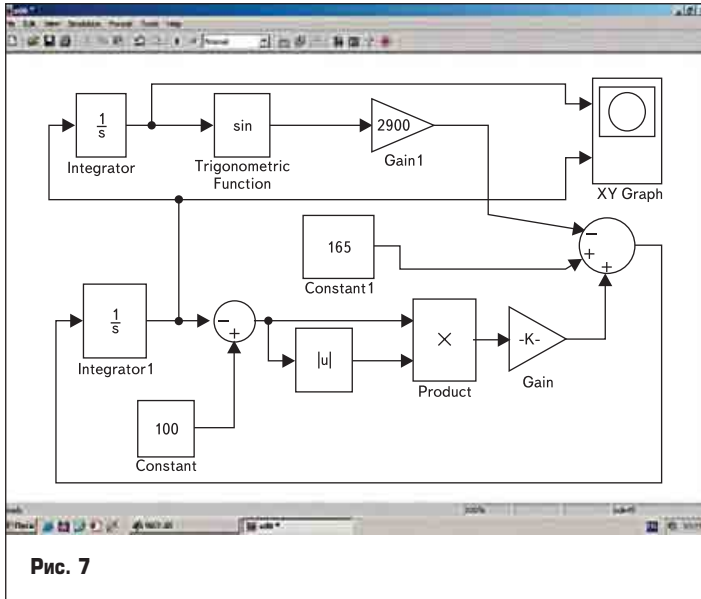 1
s
Integrator
sin
Trigonometric
Function
2900
Gain1
XY Graph
165
Constant1
−
+
+
1
s
Integrator1
−
+
|u|
×
Product
-K-
Gain
100
Constant
Рис. 7